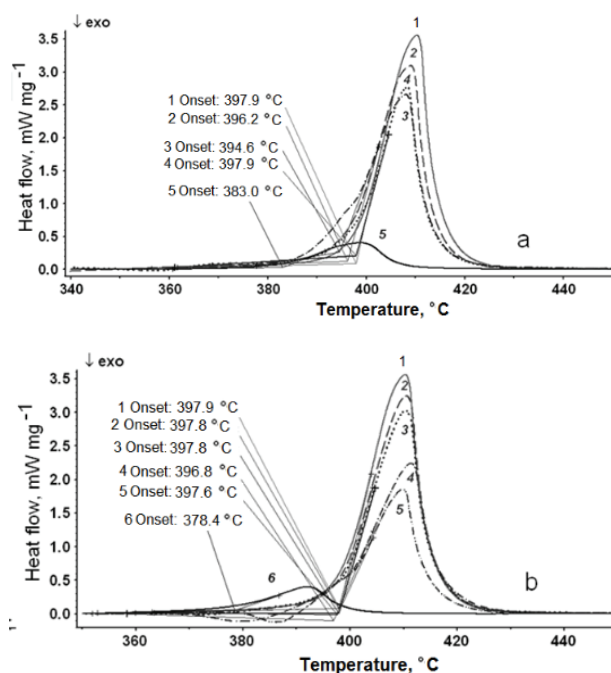 ↓ exo
3.5
3.0
2.5
2.0
1.5
1.0
0.5
0.0
Heat flow, mW mg⁻¹
1 Onset: 397.9 °C
2 Onset: 396.2 °C
3 Onset: 394.6 °C
4 Onset: 397.9 °C
5 Onset: 383.0 °C
1
2
4
3
5
a
340 360 380 400 420 440
Temperature, °C
↓ exo
3.5
3.0
2.5
2.0
1.5
1.0
0.5
0.0
Heat flow, mW mg⁻¹
1 Onset: 397.9 °C
2 Onset: 397.8 °C
3 Onset: 397.8 °C
4 Onset: 396.8 °C
5 Onset: 397.6 °C
6 Onset: 378.4 °C
1
2
3
4
5
6
b
360 380 400 420 440
Temperature, °C